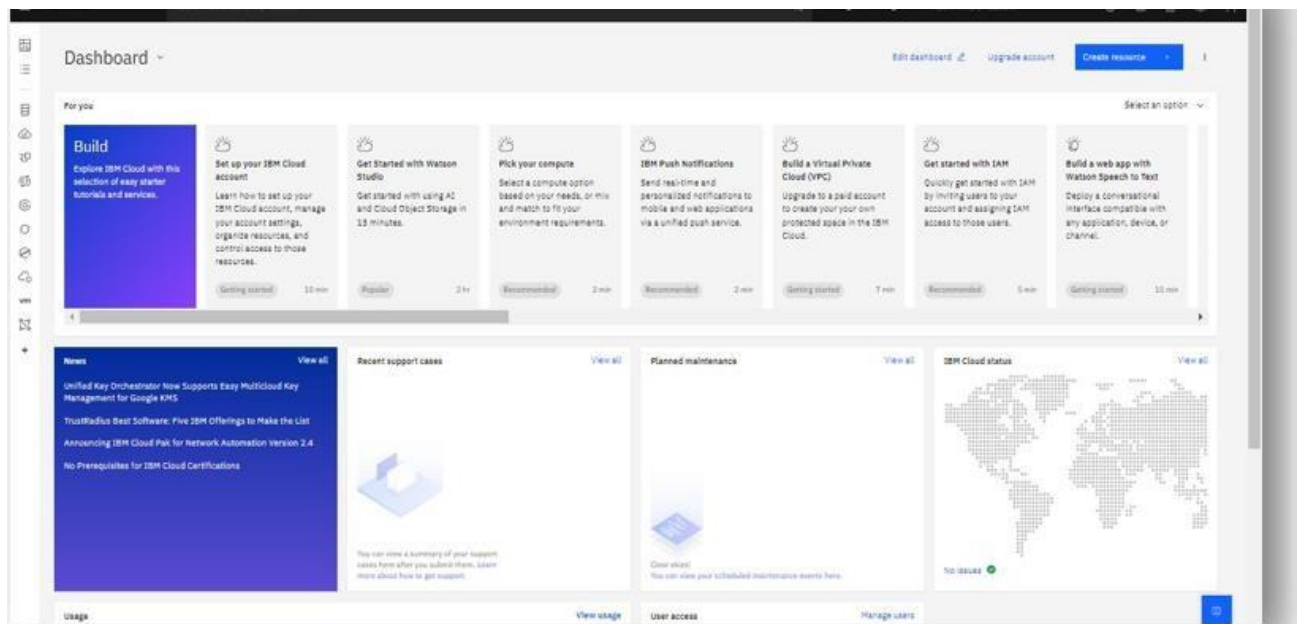 Dashboard
Edit dashboard
Upgrade account
Create resource
For you
Select an option
Build
Explore IBM Cloud with this
selection of easy starter
tutorials and services.
Set up your IBM Cloud
account
Learn how to set up your
IBM Cloud account, manage
your account settings,
organize resources, and
control access to those
resources.
Getting started 10 min
Get Started with Watson
Studio
Get started with using AI
and Cloud Object Storage in
15 minutes.
Popular 2 hr
Pick your compute
Select a compute option
based on your needs, or mix
and match to fit your
environment requirements.
Recommended 2 min
IBM Push Notifications
Send real-time and
personalized notifications to
mobile and web applications
via a unified push service.
Recommended 2 min
Build a Virtual Private
Cloud (VPC)
Upgrade to a paid account
to create your your own
protected space in the IBM
Cloud.
Getting started 7 min
Get started with IAM
Quickly get started with IAM
by inviting users to your
account and assigning IAM
access to those users.
Recommended 5 min
Build a web app with
Watson Speech to Text
Deploy a conversational
interface compatible with
any application, device, or
channel.
Getting started 15 min
News View all
Unified Key Orchestrator Now Supports Easy Multicloud Key
Management for Google KMS
TrustRadius Best Software: Five IBM Offerings to Make the List
Announcing IBM Cloud Pak for Network Automation Version 2.4
No Prerequisites for IBM Cloud Certifications
Recent support cases View all
You can view a summary of your support
cases here after you submit them. Learn
more about how to get support.
Planned maintenance View all
Clear skies!
You can view your scheduled maintenance events here.
IBM Cloud status View all
No issues
Usage View usage
User access Manage users
vm